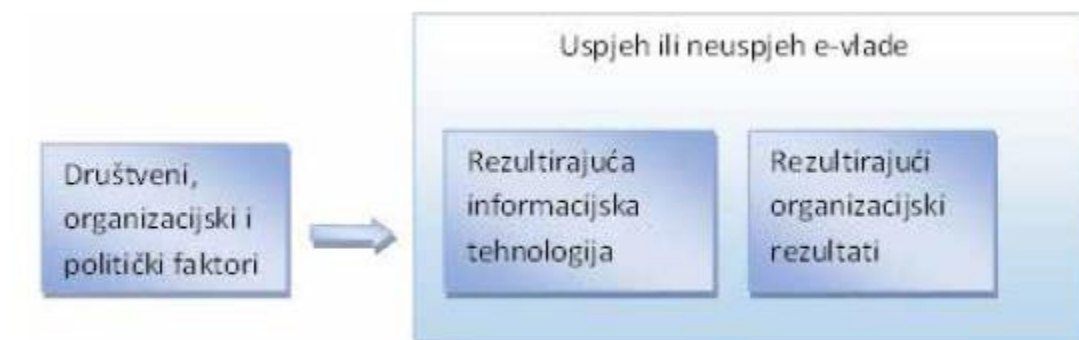 Uspjeh ili neuspjeh e-vlade
Društveni,
organizacijski i
politički faktori
Rezultirajuća
informacijska
tehnologija
Rezultirajući
organizacijski
rezultati